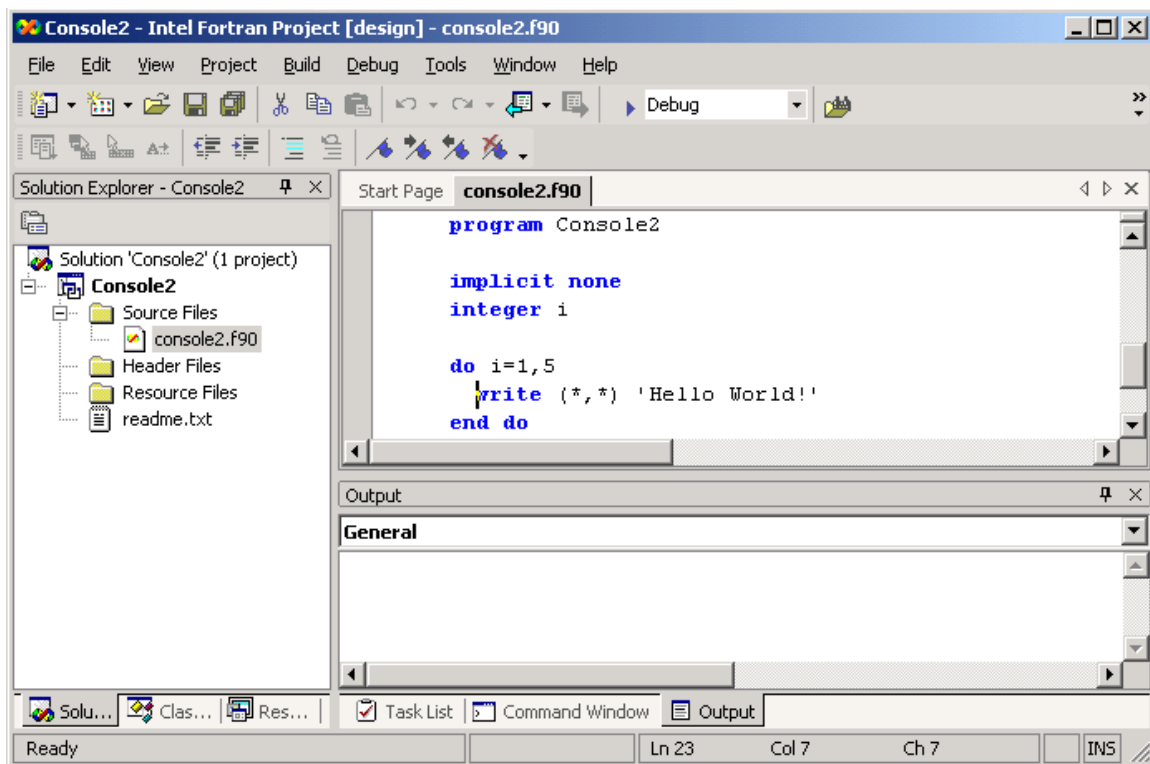 Console2 - Intel Fortran Project [design] - console2.f90
File Edit View Project Build Debug Tools Window Help
Debug
Solution Explorer - Console2
Solution 'Console2' (1 project)
Console2
Source Files
console2.f90
Header Files
Resource Files
readme.txt
Start Page console2.f90
program Console2
implicit none
integer i
do i=1,5
write (*,*) 'Hello World!'
end do
Output
General
Solu... Clas... Res...
Task List Command Window Output
Ready Ln 23 Col 7 Ch 7 INS